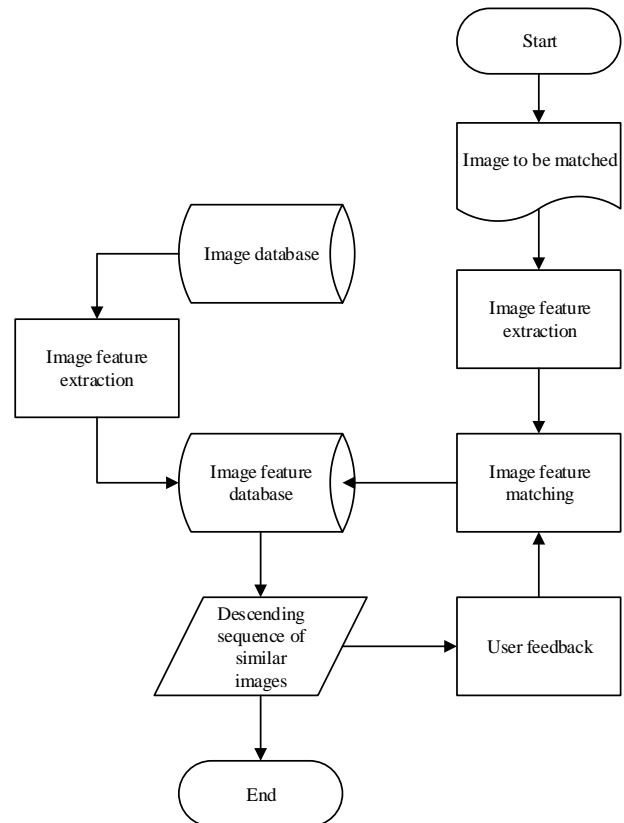 Start
Image to be matched
Image database
Image feature
extraction
Image feature
extraction
Image feature
database
Image feature
matching
Descending
sequence of
similar
images
User feedback
End